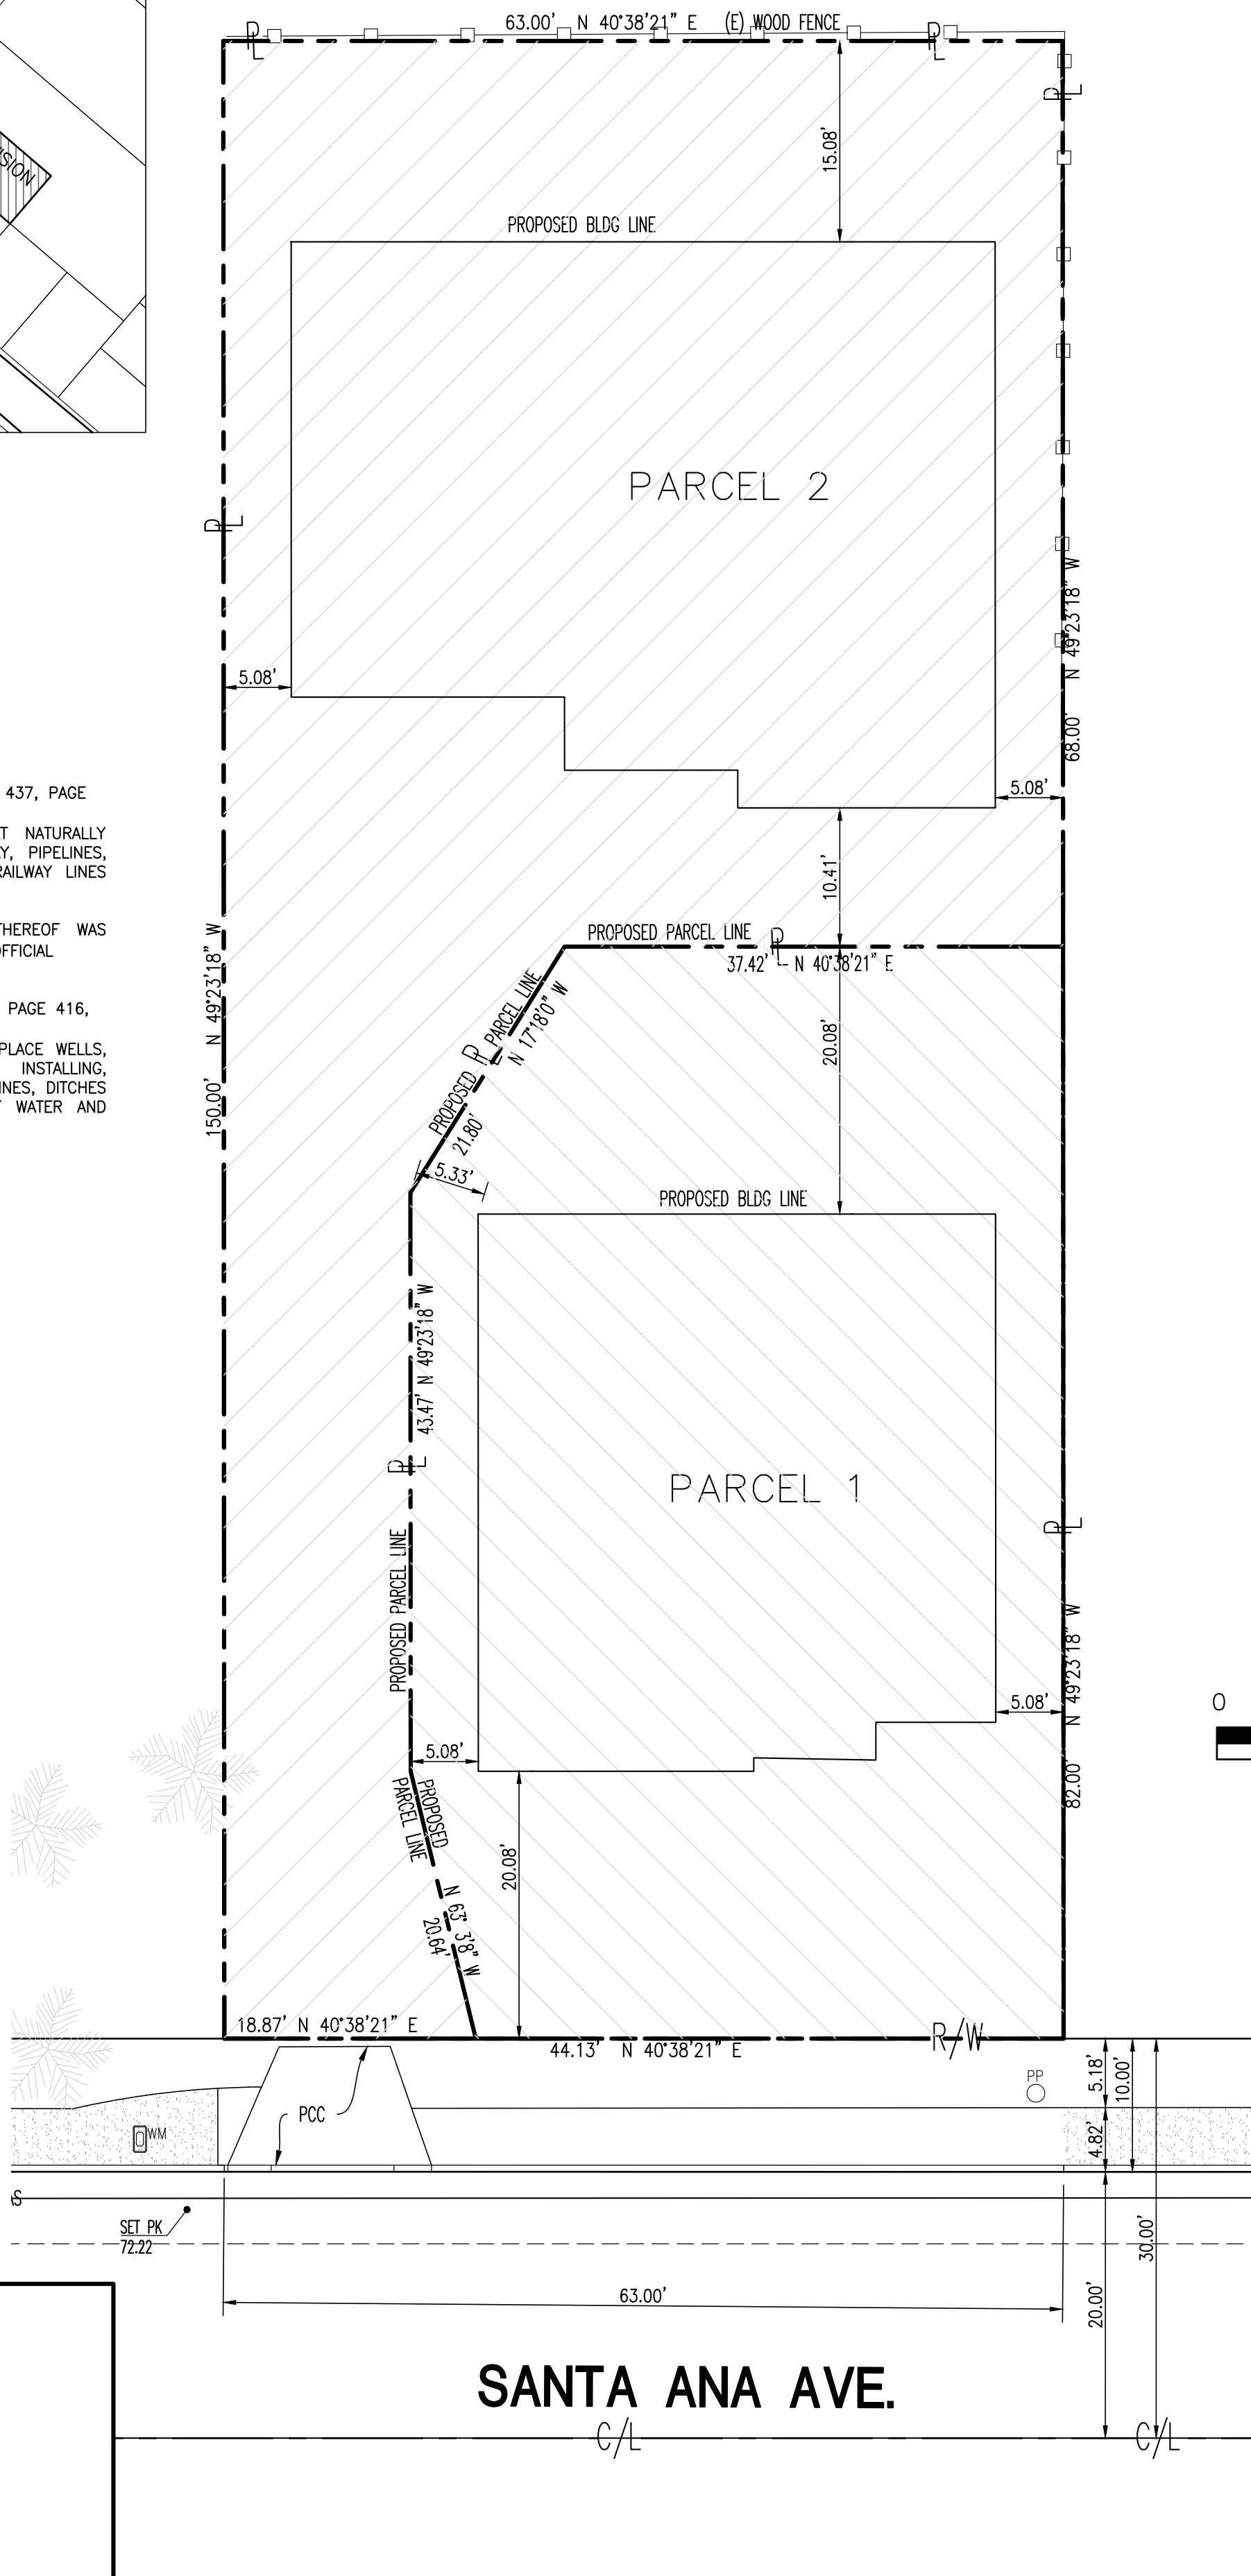 63.00' N 40°38'21" E (E) WOOD FENCE
PL
PL
PL
15.08'
PROPOSED BLDG LINE
PARCEL 2
PL
N 49°23'18" W
68.00'
5.08'
5.08'
437, PAGE
NATURALLY
PIPELINES,
RAILWAY LINES
10.41'
THEREOF WAS
OFFICIAL
PROPOSED PARCEL LINE
PL
37.42' N 40°38'21" E
150.00' N 49°23'18" W
PAGE 416,
PLACE WELLS,
INSTALLING,
DITCHES
WATER AND
PROPOSED PARCEL LINE
PL
N 17°18'0" W
21.80'
20.08'
5.33'
PROPOSED BLDG LINE
43.47' N 49°23'18" W
PL
PARCEL 1
PL
PROPOSED PARCEL LINE
82.00' N 49°23'18" W
5.08'
0
5.08'
PROPOSED
PARCEL LINE
20.08'
N 63° 3'8" W
20.64'
18.87' N 40°38'21" E
R/W
44.13' N 40°38'21" E
PP
5.18'
10.00'
PCC
WM
4.82'
S
SET PK
72.22
30.00'
63.00'
20.00'
SANTA ANA AVE.
C/L
C/L